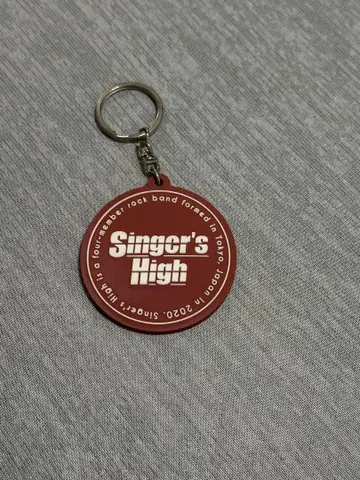 Singer's
High
Singer's High is a four-member rock band formed in Tokyo, Japan in 2020.